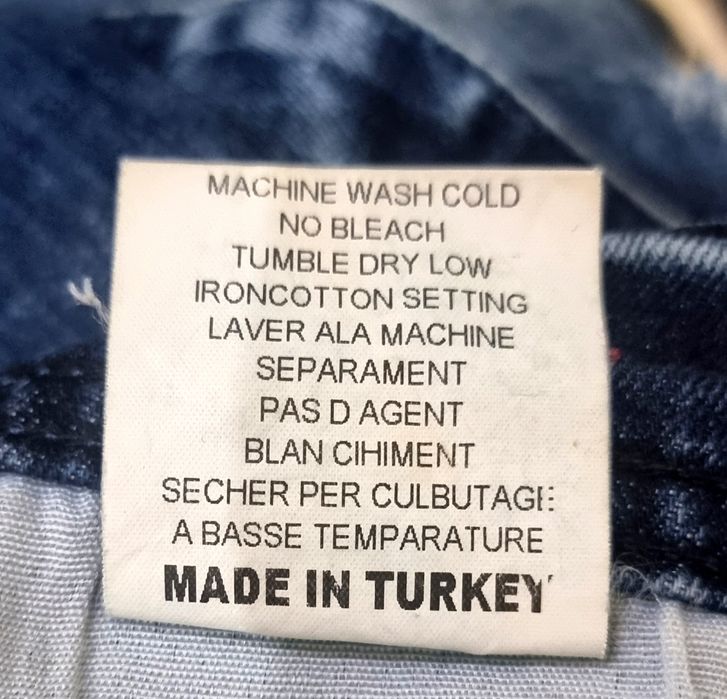 MACHINE WASH COLD
NO BLEACH
TUMBLE DRY LOW
IRONCOTTON SETTING
LAVER ALA MACHINE
SEPARAMENT
PAS D AGENT
BLAN CIHIMENT
SECHER PER CULBUTAGE
A BASSE TEMPARATURE
MADE IN TURKEY